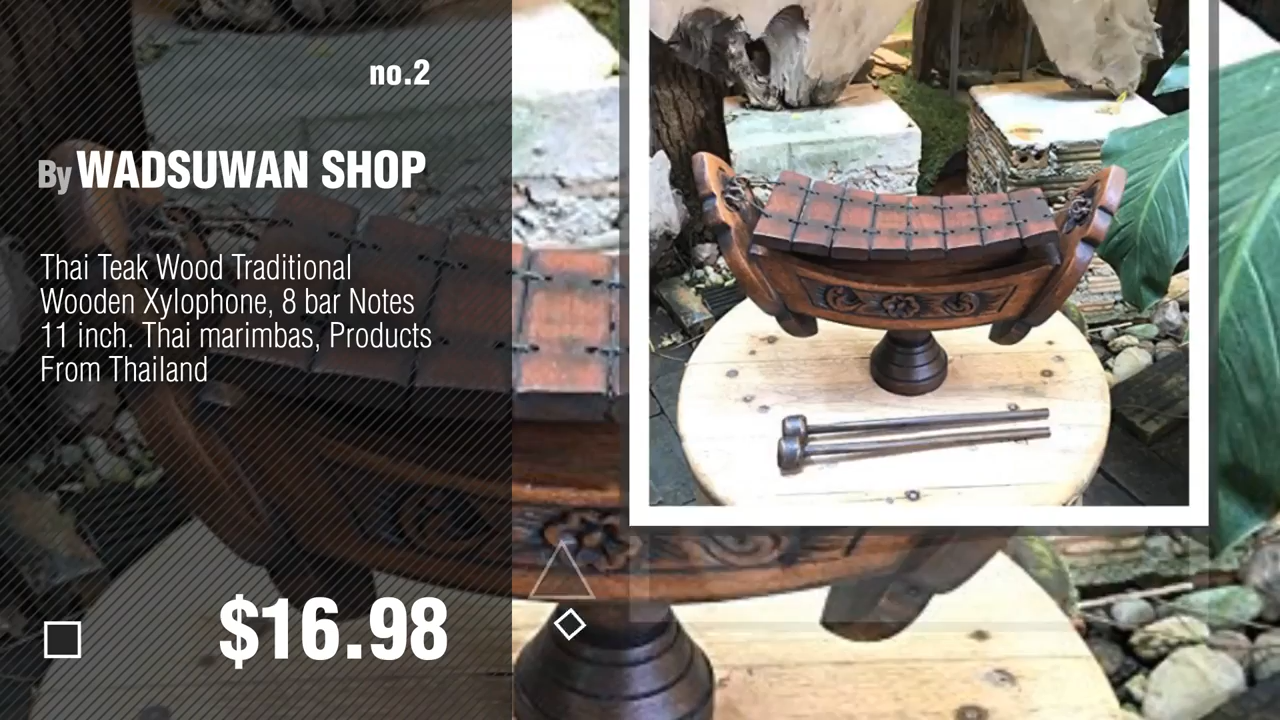 no.2
By WADSUWAN SHOP
Thai Teak Wood Traditional
Wooden Xylophone, 8 bar Notes
11 inch. Thai marimbas, Products
From Thailand
$16.98